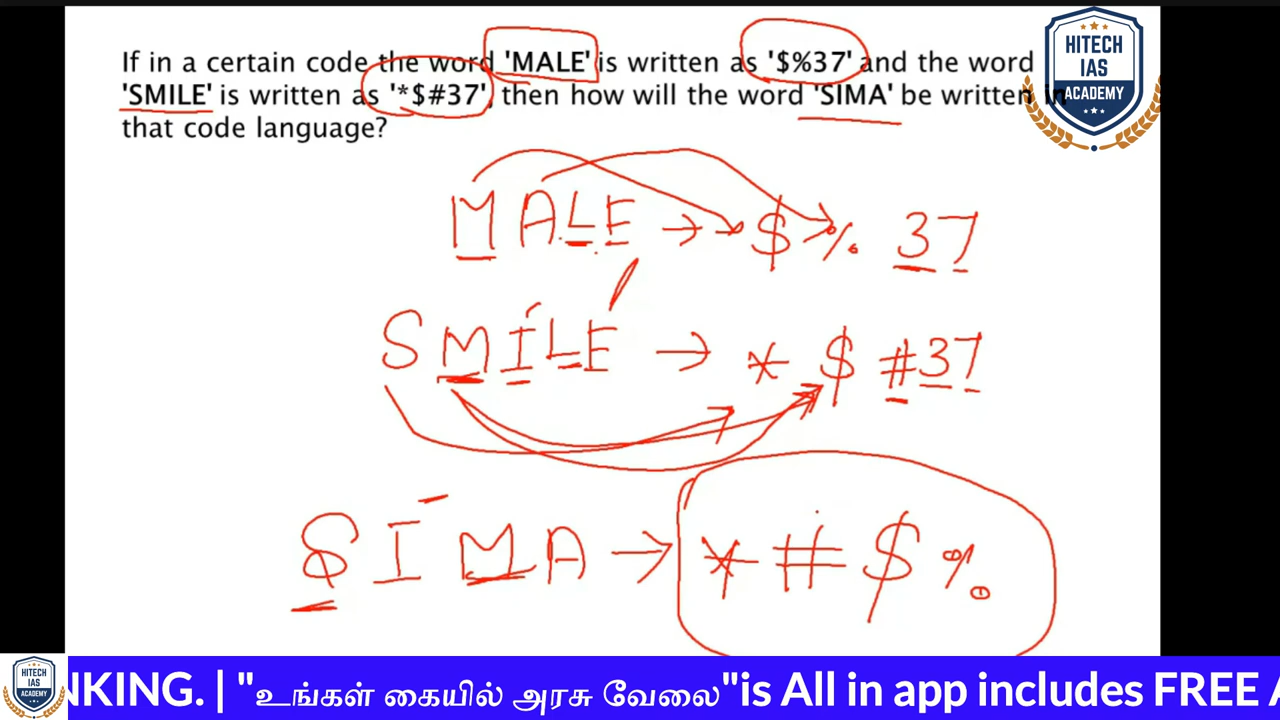 If in a certain code the word 'MALE' is written as '$%37' and the word
'SMILE' is written as '*$#37', then how will the word 'SIMA' be written in
that code language?
HITECH
IAS
ACADEMY
MALE → $ % 37
SMILE → * $ # 37
SIMA → * # $ %
HITECH
IAS
ACADEMY
NKING. | "உங்கள் கையில் அரசு வேலை"is All in app includes FREE A